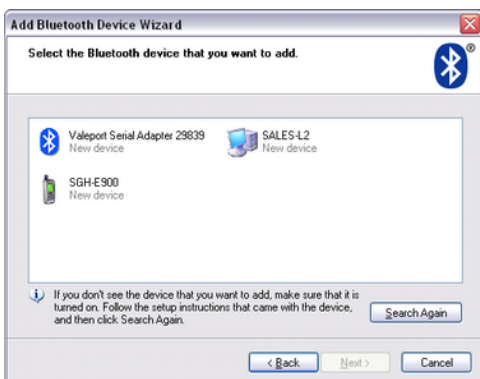 Add Bluetooth Device Wizard
Select the Bluetooth device that you want to add.
®
Valeport Serial Adapter 29839
New device
SALES-L2
New device
SGH-E900
New device
If you don't see the device that you want to add, make sure that it is
turned on. Follow the setup instructions that came with the device,
and then click Search Again.
Search Again
< Back
Next >
Cancel